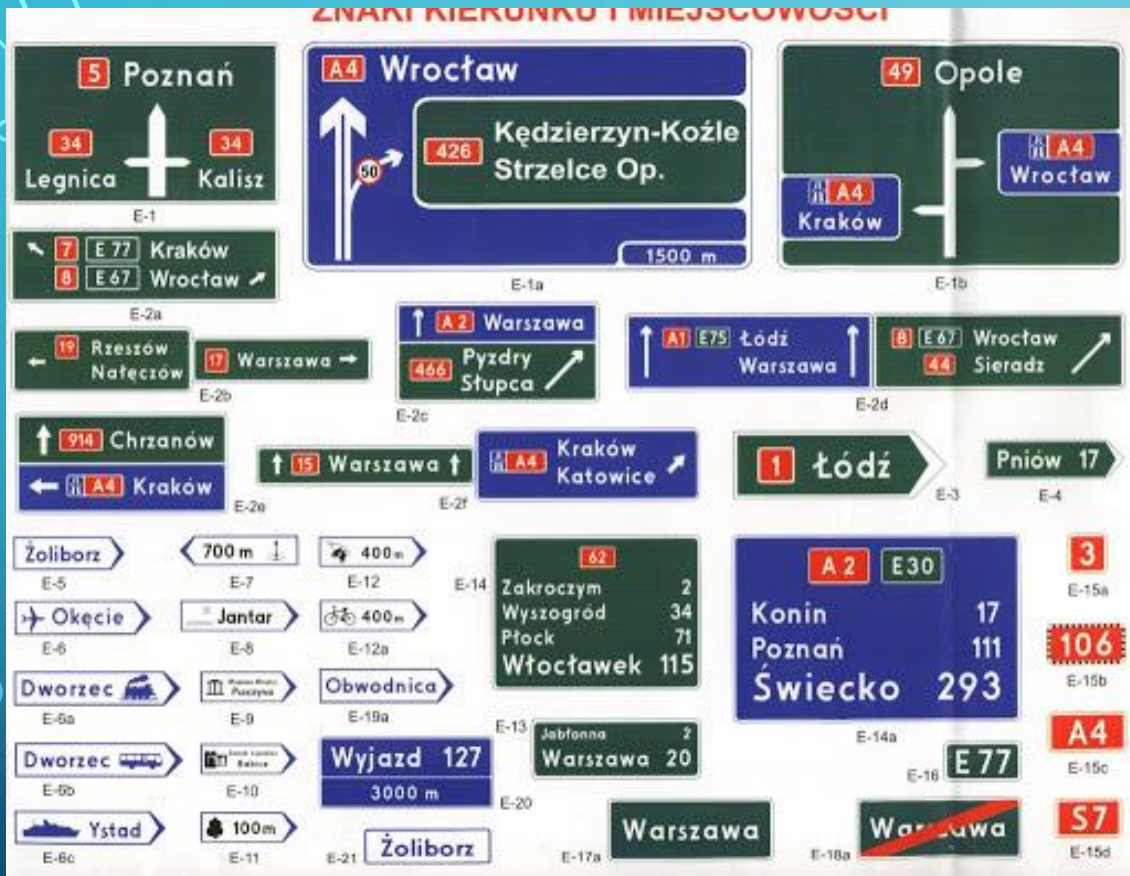 ZNAKI KIERUNKU I MIEJSCOWOŚCI
5 Poznań
34 34
Legnica Kalisz
E-1
A4 Wrocław
50
426
Kędzierzyn-Koźle
Strzelce Op.
1500 m
E-1a
49 Opole
A4
Wrocław
A4
Kraków
E-1b
7 E 77 Kraków
8 E 67 Wrocław
E-2a
19 Rzeszów
Nałęczów
17 Warszawa
E-2b
A 2 Warszawa
466 Pyzdry
Słupca
E-2c
A1 E75 Łódź
Warszawa
8 E 67 Wrocław
44 Sieradz
E-2d
914 Chrzanów
A4 Kraków
E-2e
15 Warszawa
A4 Kraków
Katowice
E-2f
1 Łódź
E-3
Pniów 17
E-4
Żoliborz
E-5
700 m
E-7
400m
E-12
Okęcie
E-6
Jantar
E-8
400m
E-12a
Dworzec
E-6a
Puszczyna
E-9
Obwodnica
E-19a
Dworzec
E-6b
E-10
Wyjazd 127
3000 m
E-20
Ystad
E-6c
100m
E-11
E-21
Żoliborz
E-14
62
Zakroczym 2
Wyszogród 34
Płock 71
Włocławek 115
E-13
Jabłonna 2
Warszawa 20
A 2 E30
Konin 17
Poznań 111
Świecko 293
E-14a
3
E-15a
106
E-15b
A4
E-15c
E-16
E 77
S7
E-15d
E-17a
Warszawa
E-18a
Warszawa